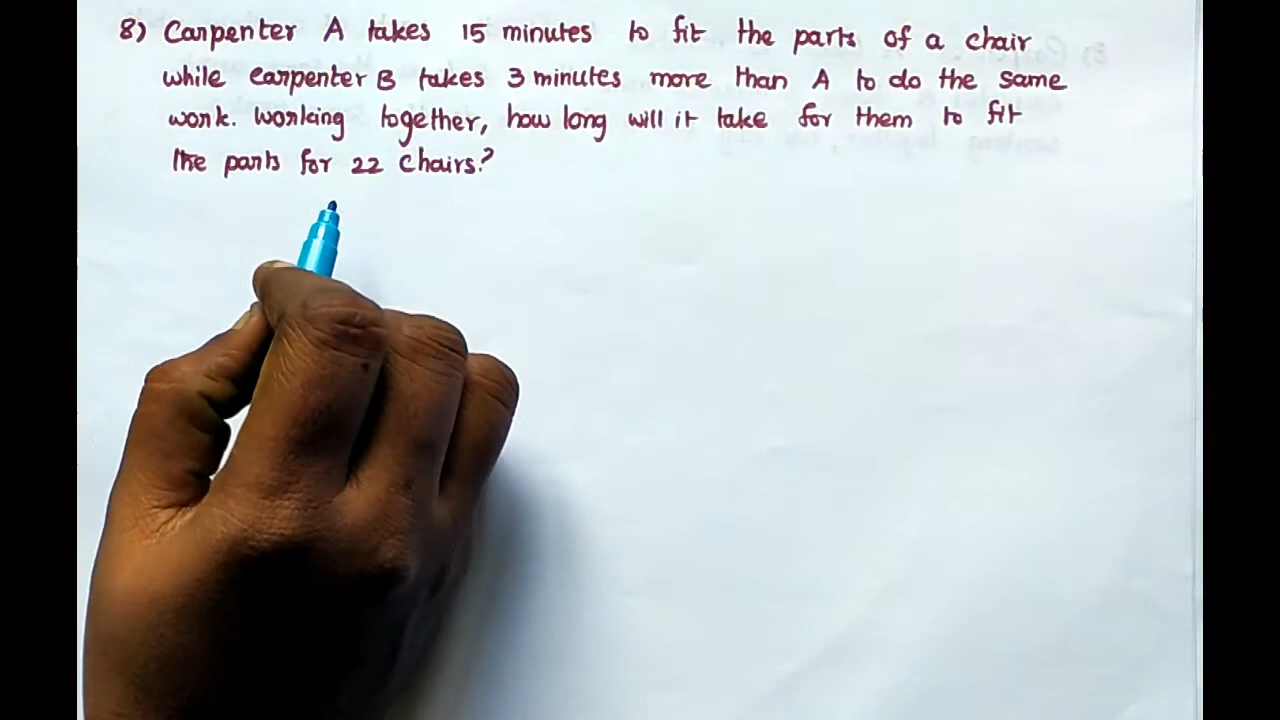 8) Carpenter A takes 15 minutes to fit the parts of a chair
while carpenter B takes 3 minutes more than A to do the same
work. Working together, how long will it take for them to fit
the parts for 22 chairs?